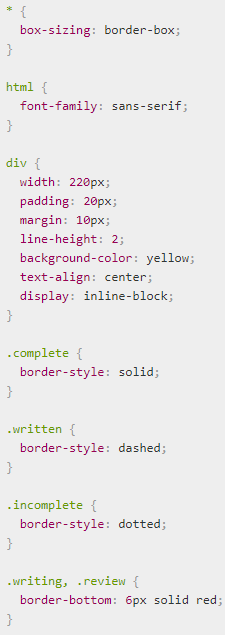 * {
  box-sizing: border-box;
}

html {
  font-family: sans-serif;
}

div {
  width: 220px;
  padding: 20px;
  margin: 10px;
  line-height: 2;
  background-color: yellow;
  text-align: center;
  display: inline-block;
}

.complete {
  border-style: solid;
}

.written {
  border-style: dashed;
}

.incomplete {
  border-style: dotted;
}

.writing, .review {
  border-bottom: 6px solid red;
}